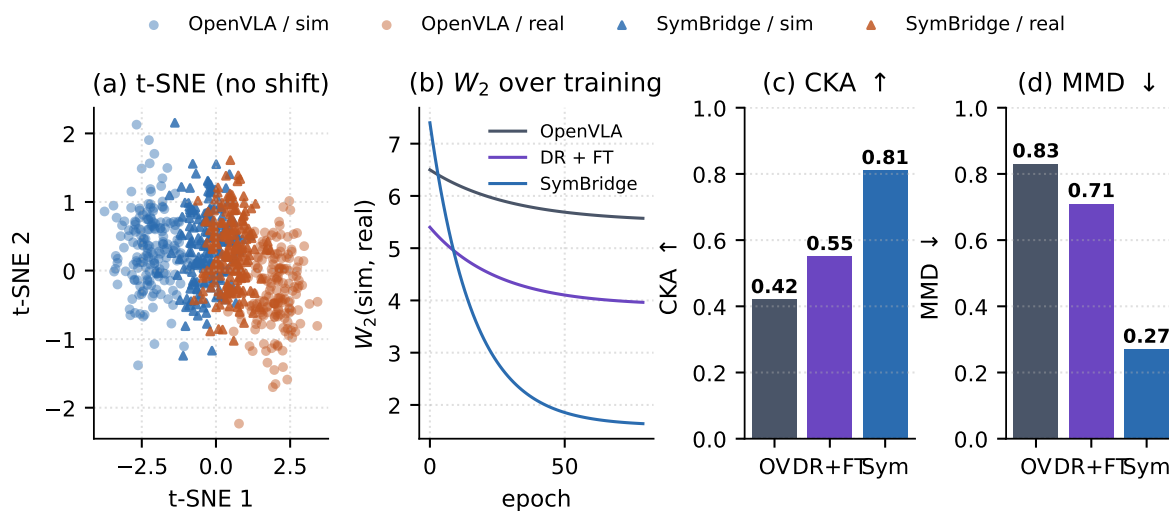 OpenVLA / sim
OpenVLA / real
SymBridge / sim
SymBridge / real
(a) t-SNE (no shift)
t-SNE 2
2
1
0
−1
−2
−2.5
0.0
2.5
t-SNE 1
(b) W₂ over training
W₂(sim, real)
7
6
5
4
3
2
OpenVLA
DR + FT
SymBridge
0
50
epoch
(c) CKA ↑
CKA ↑
1.0
0.8
0.6
0.4
0.2
0.0
0.42
0.55
0.81
OV
DR+FT
Sym
(d) MMD ↓
MMD ↓
1.0
0.8
0.6
0.4
0.2
0.0
0.83
0.71
0.27
OV
DR+FT
Sym